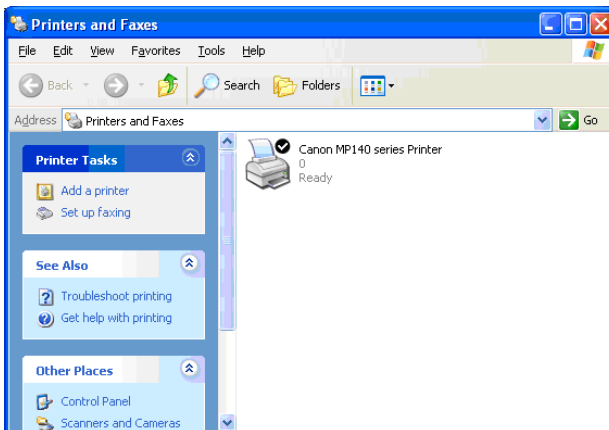 Printers and Faxes
File Edit View Favorites Tools Help
Back Search Folders
Address Printers and Faxes Go
Printer Tasks
Add a printer
Set up faxing
See Also
Troubleshoot printing
Get help with printing
Other Places
Control Panel
Scanners and Cameras
Canon MP140 series Printer
0
Ready